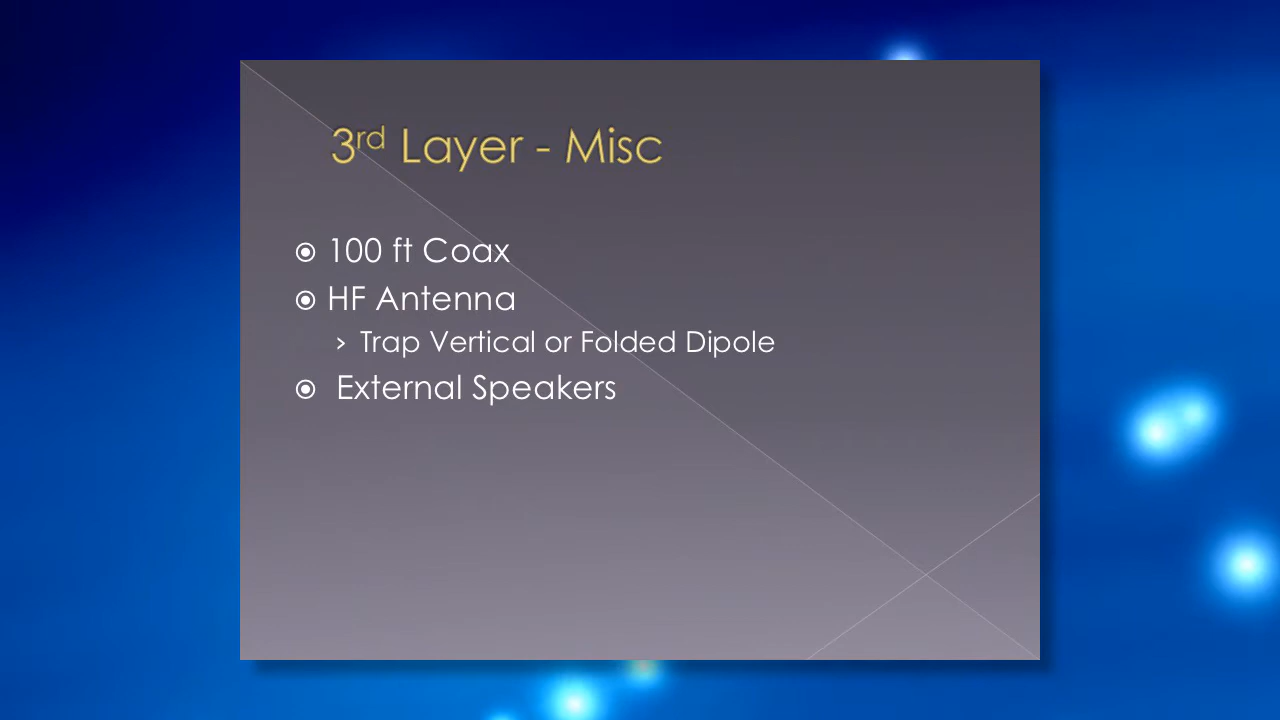 3rd Layer - Misc
100 ft Coax
HF Antenna
Trap Vertical or Folded Dipole
External Speakers